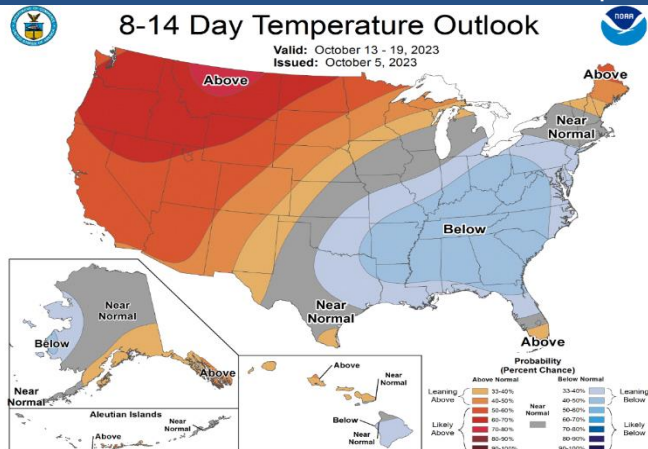 8-14 Day Temperature Outlook
Valid: October 13 - 19, 2023
Issued: October 5, 2023
NOAA
Above
Above
Near
Normal
Below
Near
Normal
Above
Near
Normal
Below
Above
Near
Normal
Aleutian Islands
Near
Normal
Above
Above
Near
Normal
Below
Near
Normal
Probability
(Percent Chance)
Above Normal
Below Normal
Leaning
Above
33-40%
40-50%
Likely
Above
50-60%
60-70%
70-80%
80-90%
90-100%
Near
Normal
33-40%
40-50%
Leaning
Below
50-60%
60-70%
70-80%
80-90%
90-100%
Likely
Below